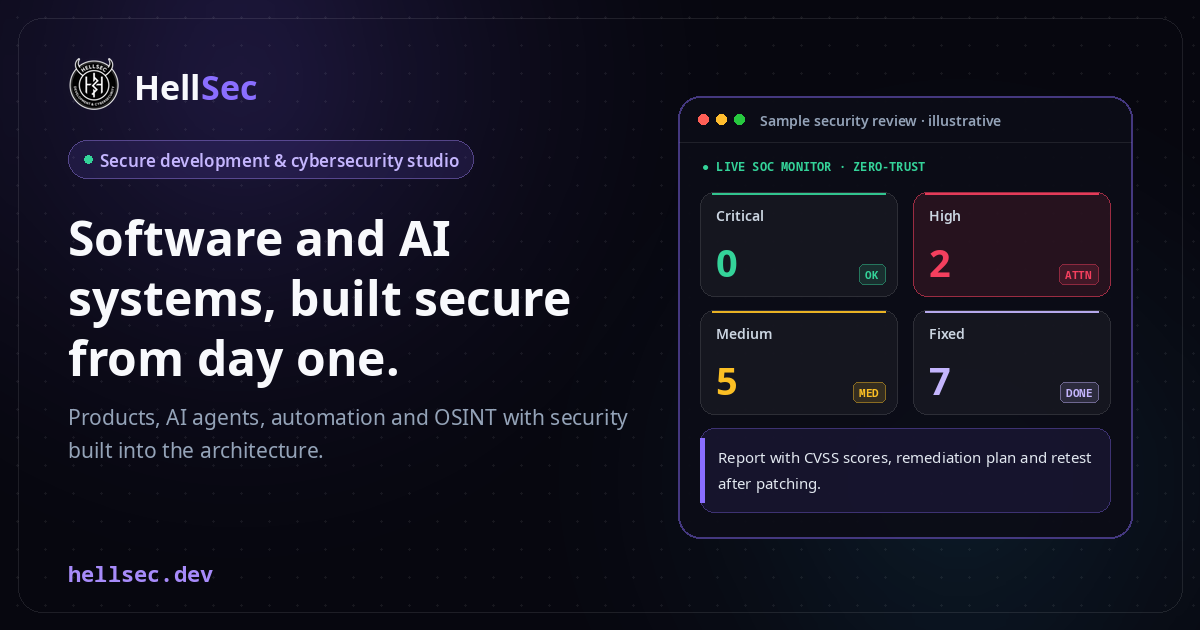 HELLSEC
HellSec
Secure development & cybersecurity studio
Software and AI
systems, built secure
from day one.
Products, AI agents, automation and OSINT with security
built into the architecture.
hellsec.dev
Sample security review · illustrative
LIVE SOC MONITOR · ZERO-TRUST
Critical
0
OK
High
2
ATTN
Medium
5
MED
Fixed
7
DONE
Report with CVSS scores, remediation plan and retest
after patching.